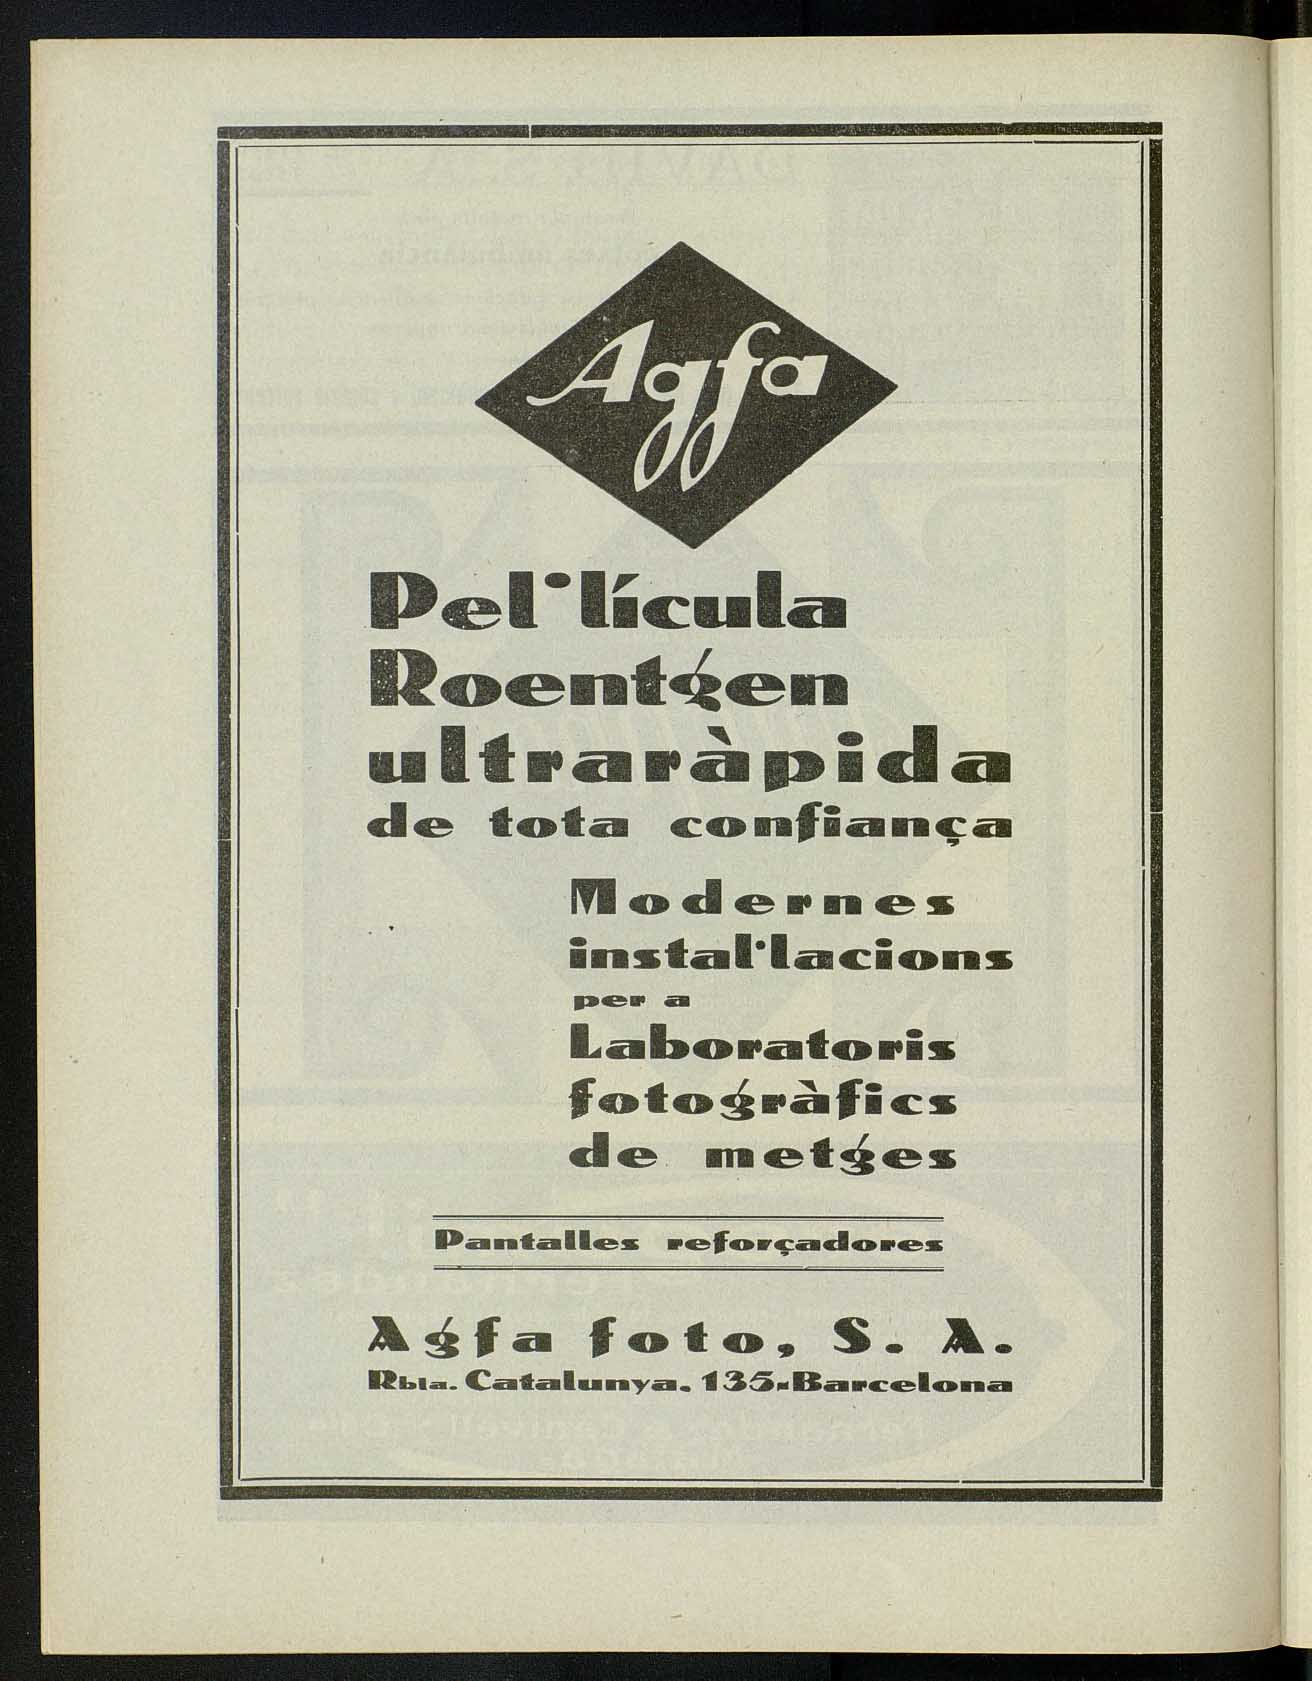 Agfa
Pel·lícula
Roentgen
ultraràpida
de tota confiança
Modernes
instal·lacions
per a
Laboratoris
fotogràfics
de metges
Pantalles reforçadores
Agfa foto, S. A.
Rbla. Catalunya, 135-Barcelona